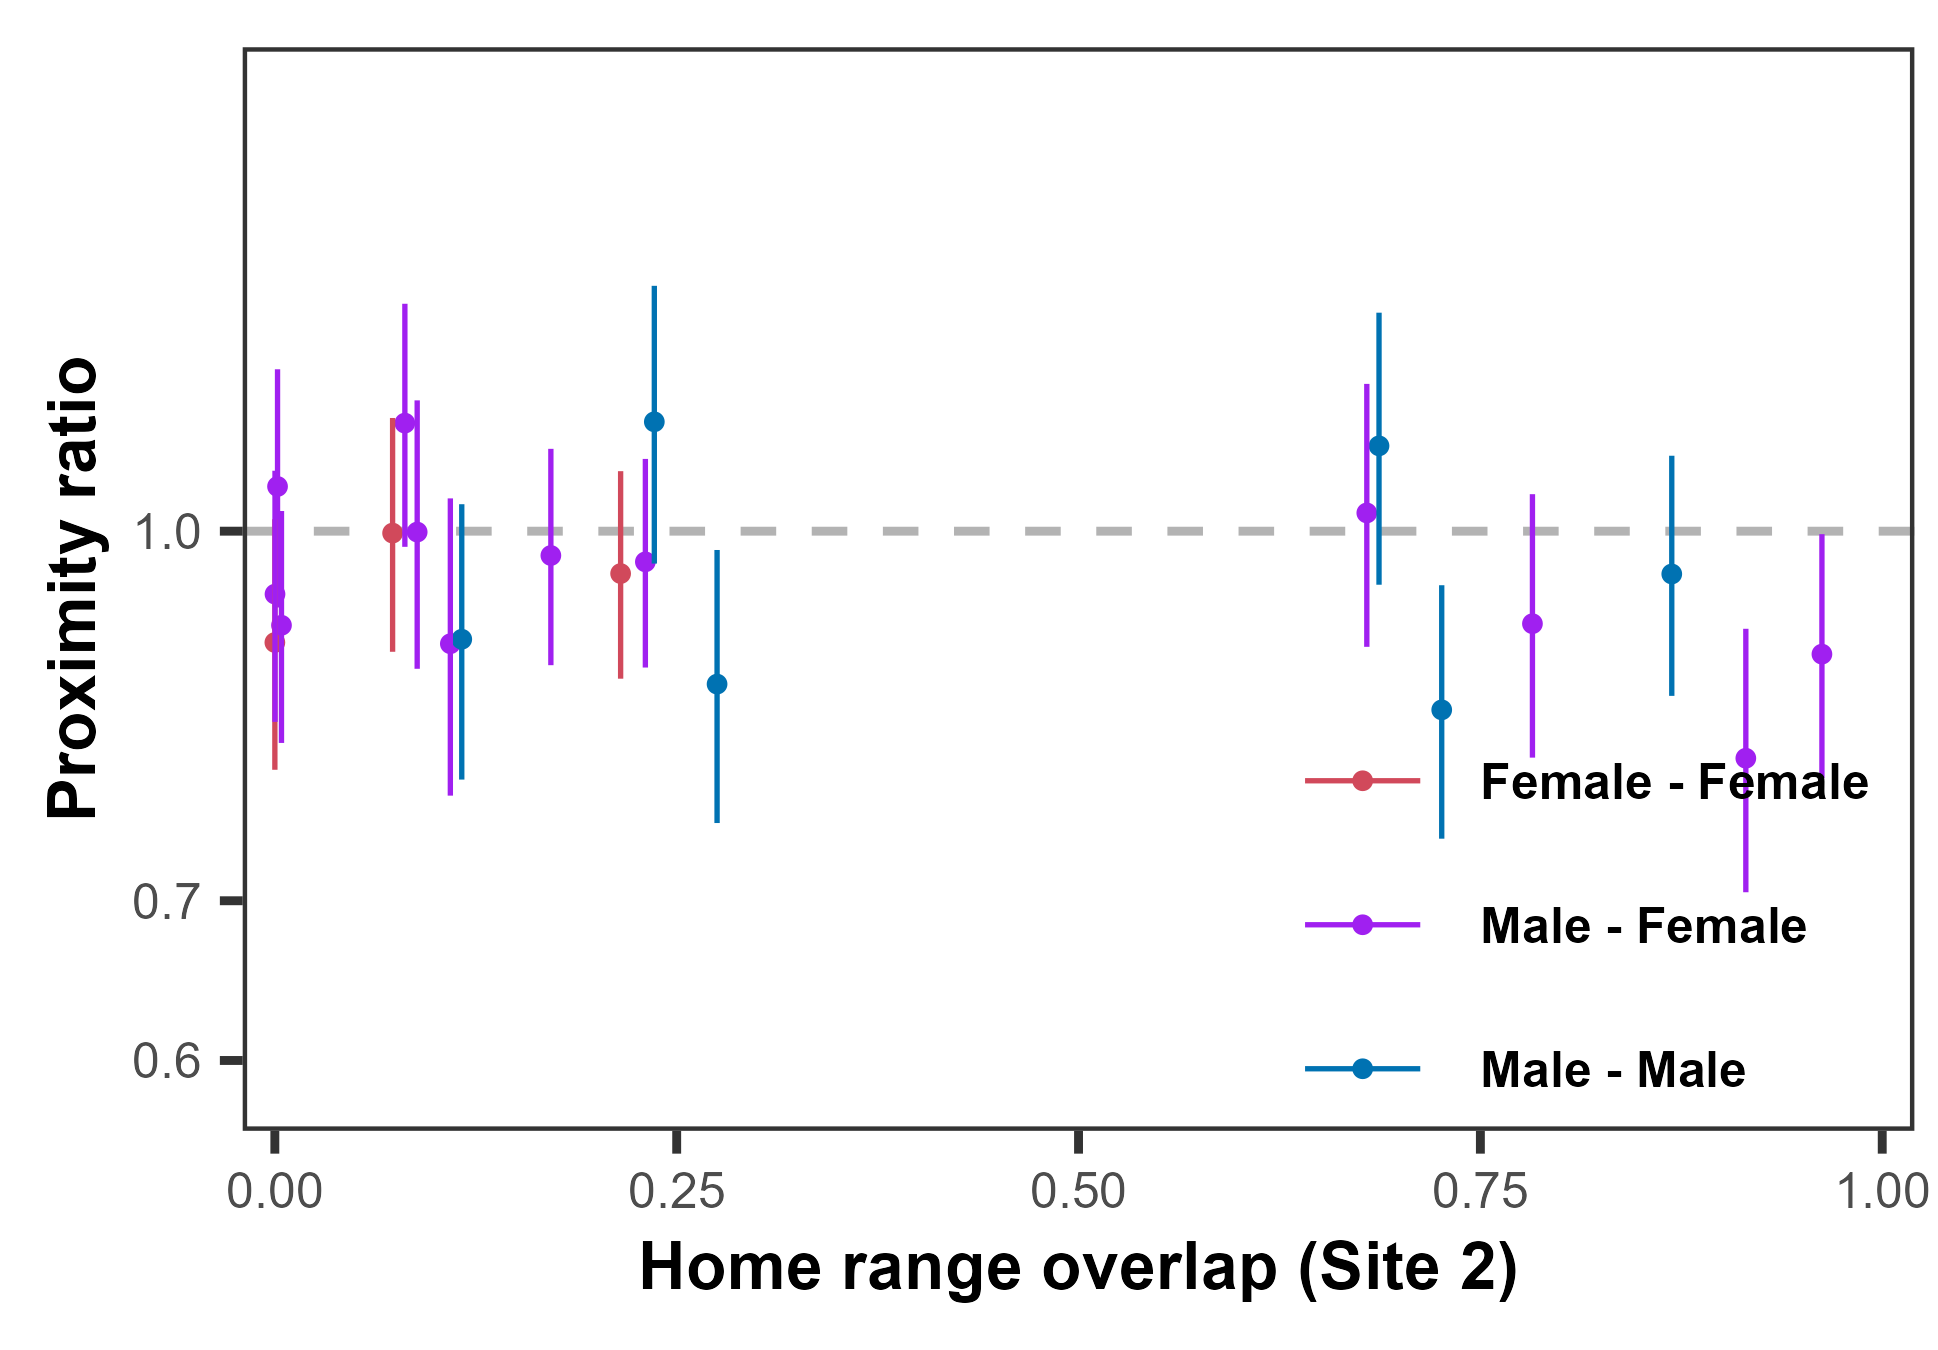 Proximity ratio
1.0
0.7
0.6
Female - Female
Male - Female
Male - Male
0.00 0.25 0.50 0.75 1.00
Home range overlap (Site 2)